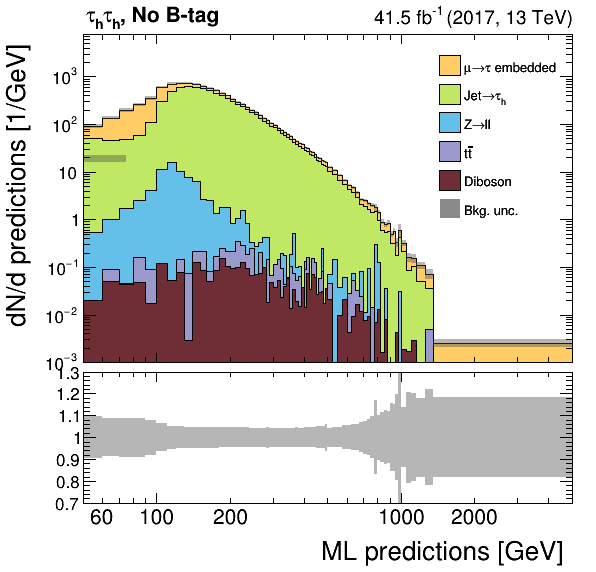 τₕτₕ, No B-tag
41.5 fb⁻¹ (2017, 13 TeV)
dN/d predictions [1/GeV]
10³
10²
10
1
10⁻¹
10⁻²
10⁻³
μ→τ embedded
Jet→τₕ
Z→ll
tt̄
Diboson
Bkg. unc.
1.3
1.2
1.1
1
0.9
0.8
0.7
60 100 200 1000 2000
ML predictions [GeV]